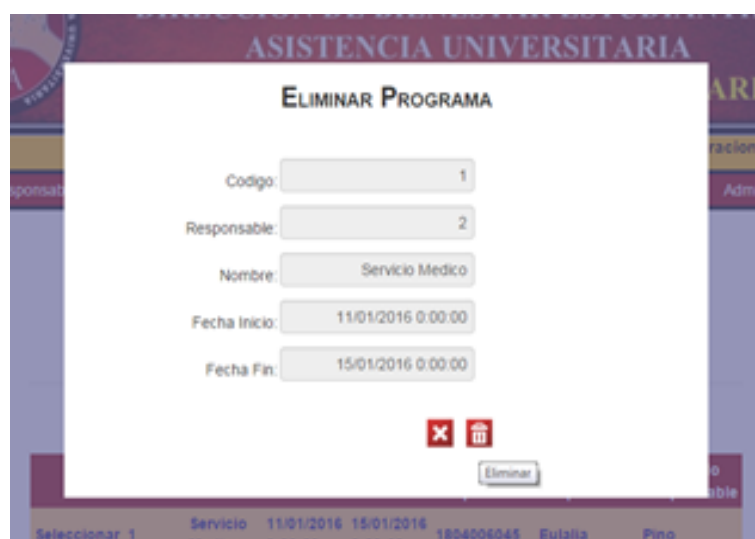 ASISTENCIA UNIVERSITARIA
ELIMINAR PROGRAMA
Codigo: 1
Responsable: 2
Nombre: Servicio Medico
Fecha Inicio: 11/01/2016 0:00:00
Fecha Fin: 15/01/2016 0:00:00
Eliminar
Seleccionar 1 Servicio 11/01/2016 15/01/2016 1804006045 Eulalia Pino